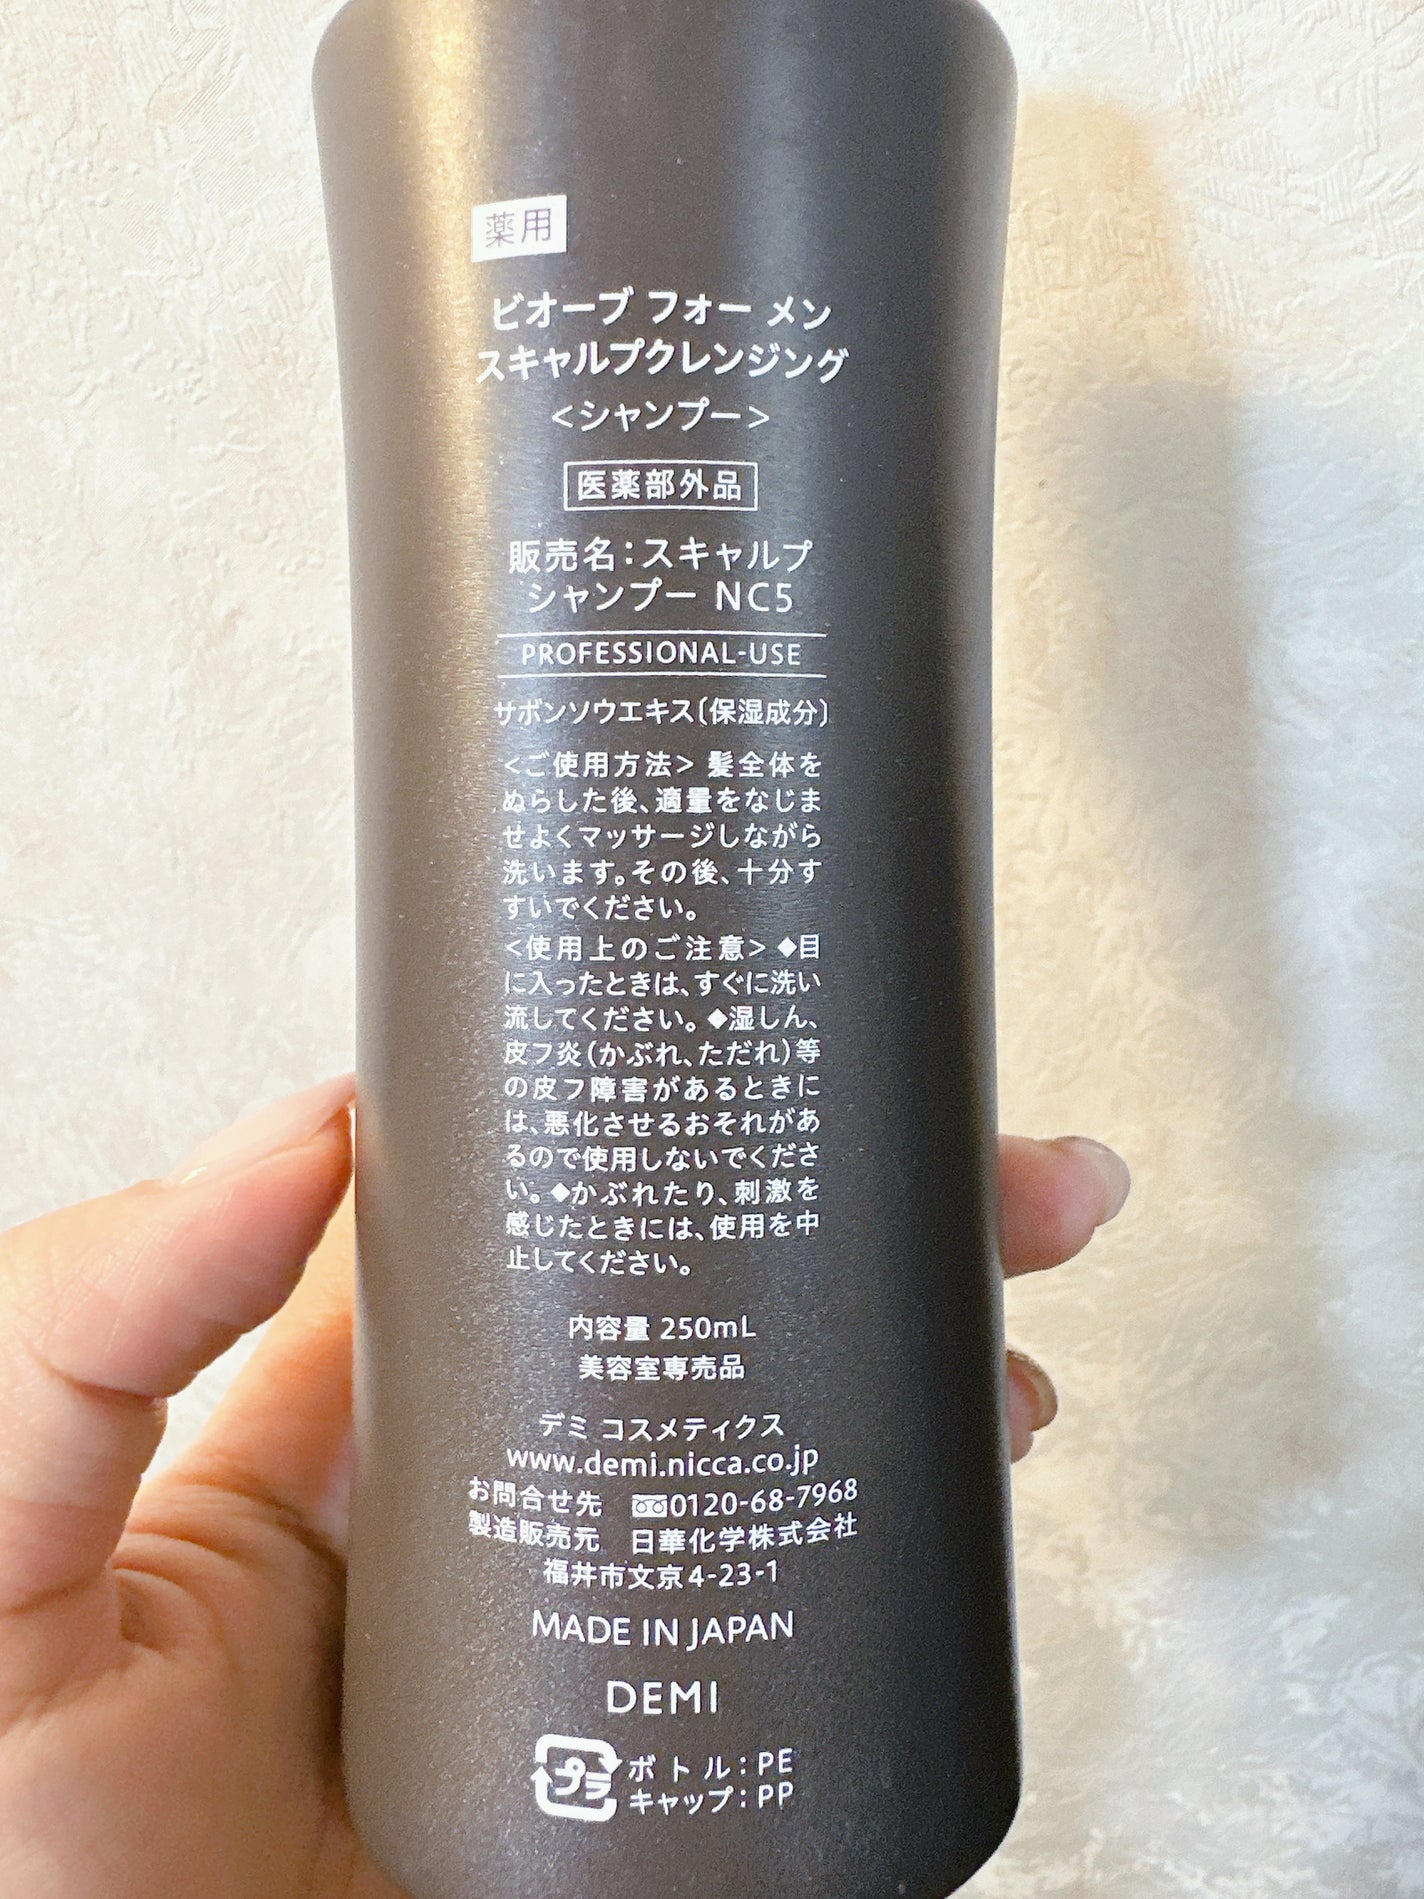 薬用
ビオーブ フォー メン
スキャルプクレンジング
<シャンプー>
医薬部外品
販売名:スキャルプ
シャンプー NC5
PROFESSIONAL-USE
サボンソウエキス〔保湿成分〕
<ご使用方法> 髪全体を
ぬらした後、適量をなじま
せよくマッサージしながら
洗います。その後、十分す
すいでください。
<使用上のご注意> ◆目
に入ったときは、すぐに洗い
流してください。◆湿しん、
皮フ炎(かぶれ、ただれ)等
の皮フ障害があるときに
は、悪化させるおそれがあ
るので使用しないでくださ
い。◆かぶれたり、刺激を
感じたときには、使用を中
止してください。
内容量 250mL
美容室専売品
デミ コスメティクス
www.demi.nicca.co.jp
お問合せ先 0120-68-7968
製造販売元 日華化学株式会社
福井市文京4-23-1
MADE IN JAPAN
DEMI
プラ ボトル:PE
キャップ:PP